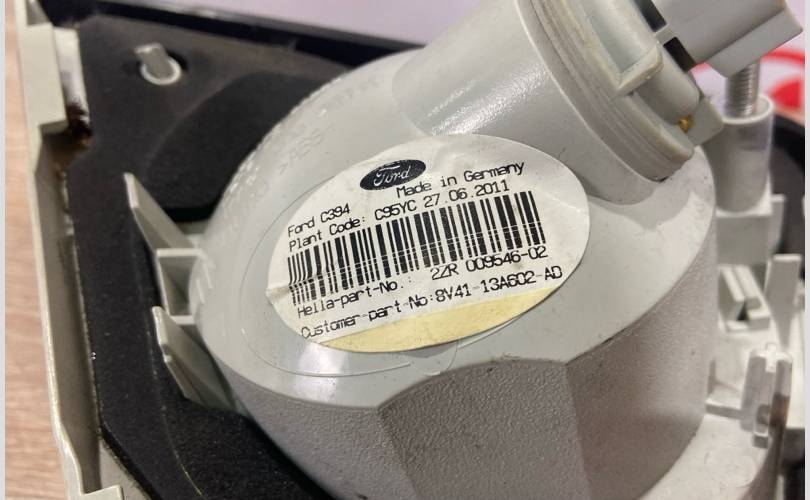 >ABS<
Ford
Made in Germany
Ford C394
Plant Code: C95YC 27.06.2011
Hella-part-No.: 2ZR 009546-02
Customer-part-No:8V41-13A602-AD